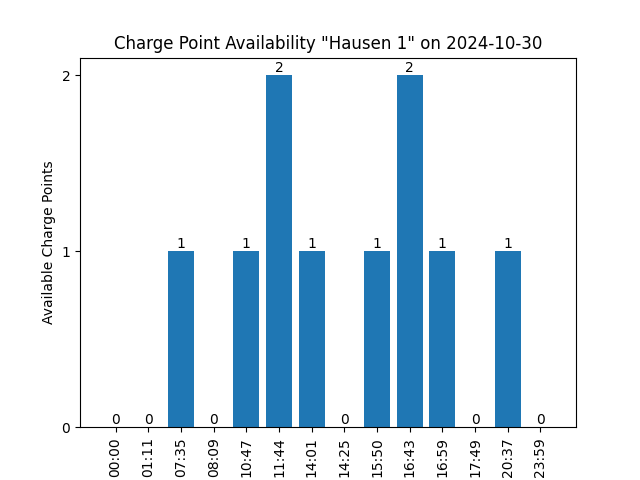 Charge Point Availability "Hausen 1" on 2024-10-30
Available Charge Points
2
1
0
0 0 1 0 1 2 1 0 1 2 1 0 1 0
00:00 01:11 07:35 08:09 10:47 11:44 14:01 14:25 15:50 16:43 16:59 17:49 20:37 23:59